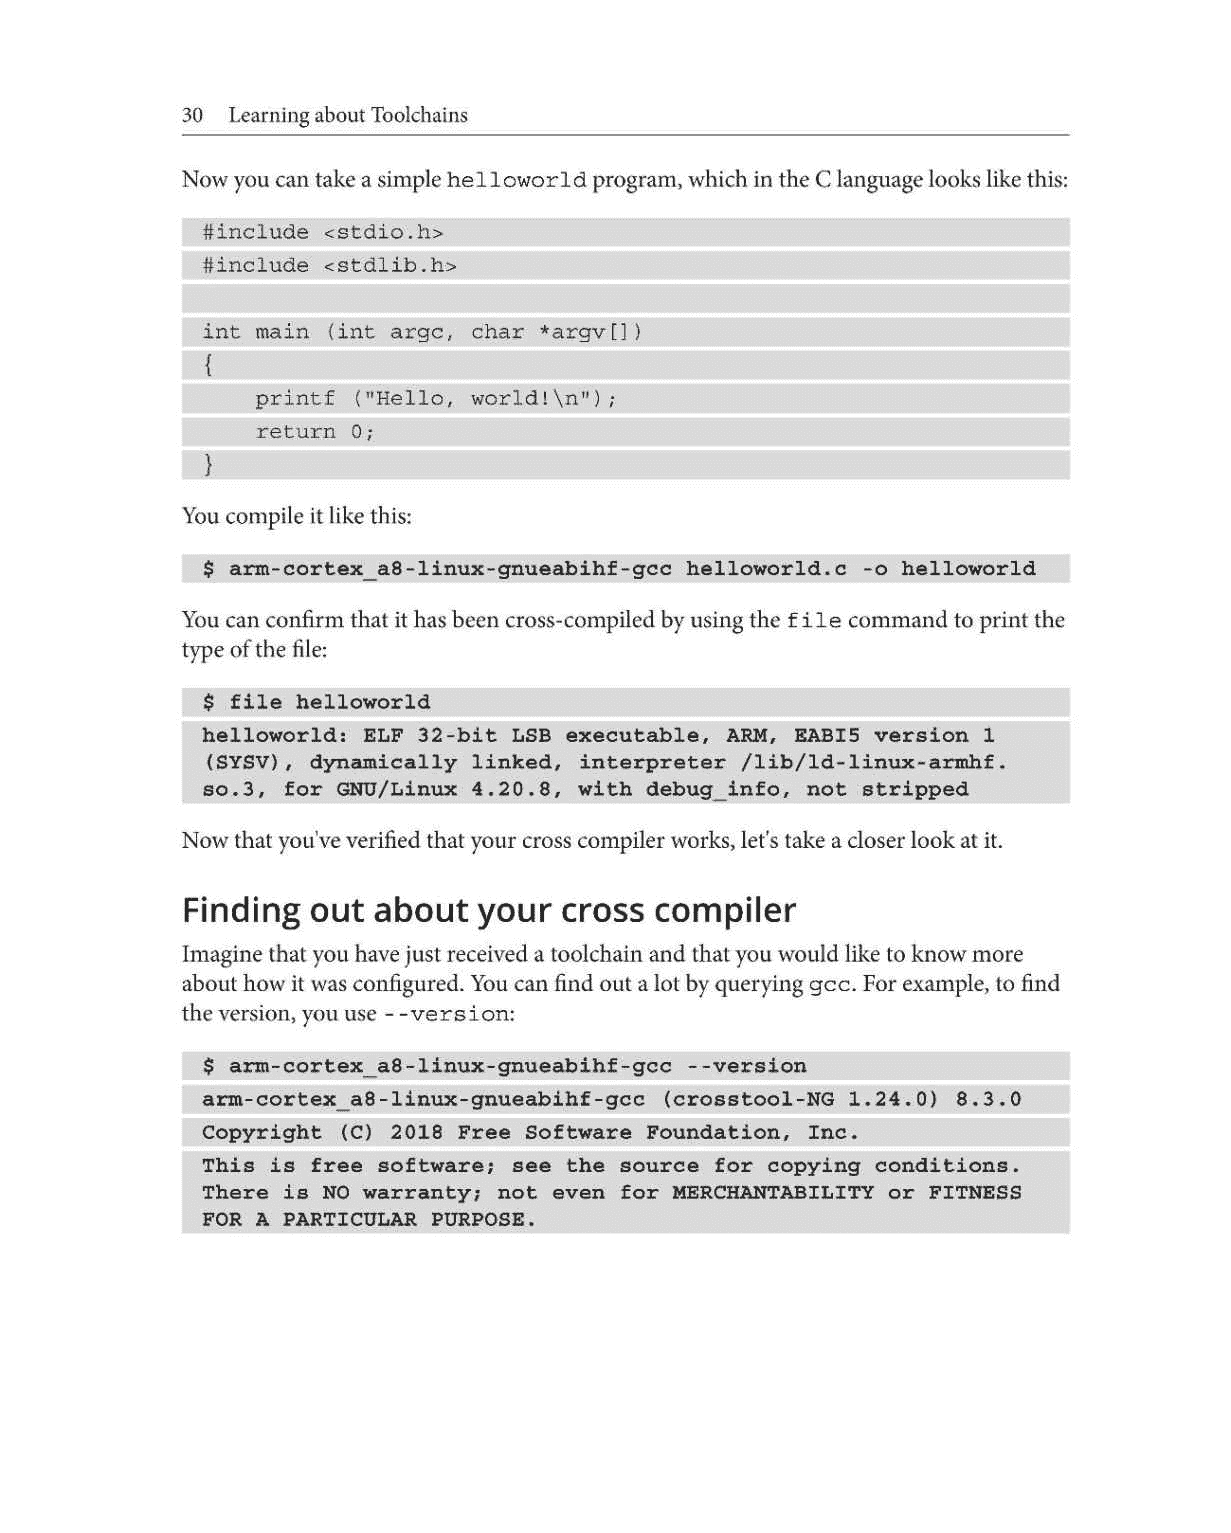 30 Learning about Toolchains
Now you can take a simple helloworld program, which in the C language looks like this:
#include <stdio.h>
#include <stdlib.h>
int main (int argc, char *argv[])
{
    printf ("Hello, world!\n");
    return 0;
}
You compile it like this:
$ arm-cortex_a8-linux-gnueabihf-gcc helloworld.c -o helloworld
You can confirm that it has been cross-compiled by using the file command to print the
type of the file:
$ file helloworld
helloworld: ELF 32-bit LSB executable, ARM, EABI5 version 1
(SYSV), dynamically linked, interpreter /lib/ld-linux-armhf.
so.3, for GNU/Linux 4.20.8, with debug_info, not stripped
Now that you've verified that your cross compiler works, let's take a closer look at it.
Finding out about your cross compiler
Imagine that you have just received a toolchain and that you would like to know more
about how it was configured. You can find out a lot by querying gcc. For example, to find
the version, you use --version:
$ arm-cortex_a8-linux-gnueabihf-gcc --version
arm-cortex_a8-linux-gnueabihf-gcc (crosstool-NG 1.24.0) 8.3.0
Copyright (C) 2018 Free Software Foundation, Inc.
This is free software; see the source for copying conditions.
There is NO warranty; not even for MERCHANTABILITY or FITNESS
FOR A PARTICULAR PURPOSE.